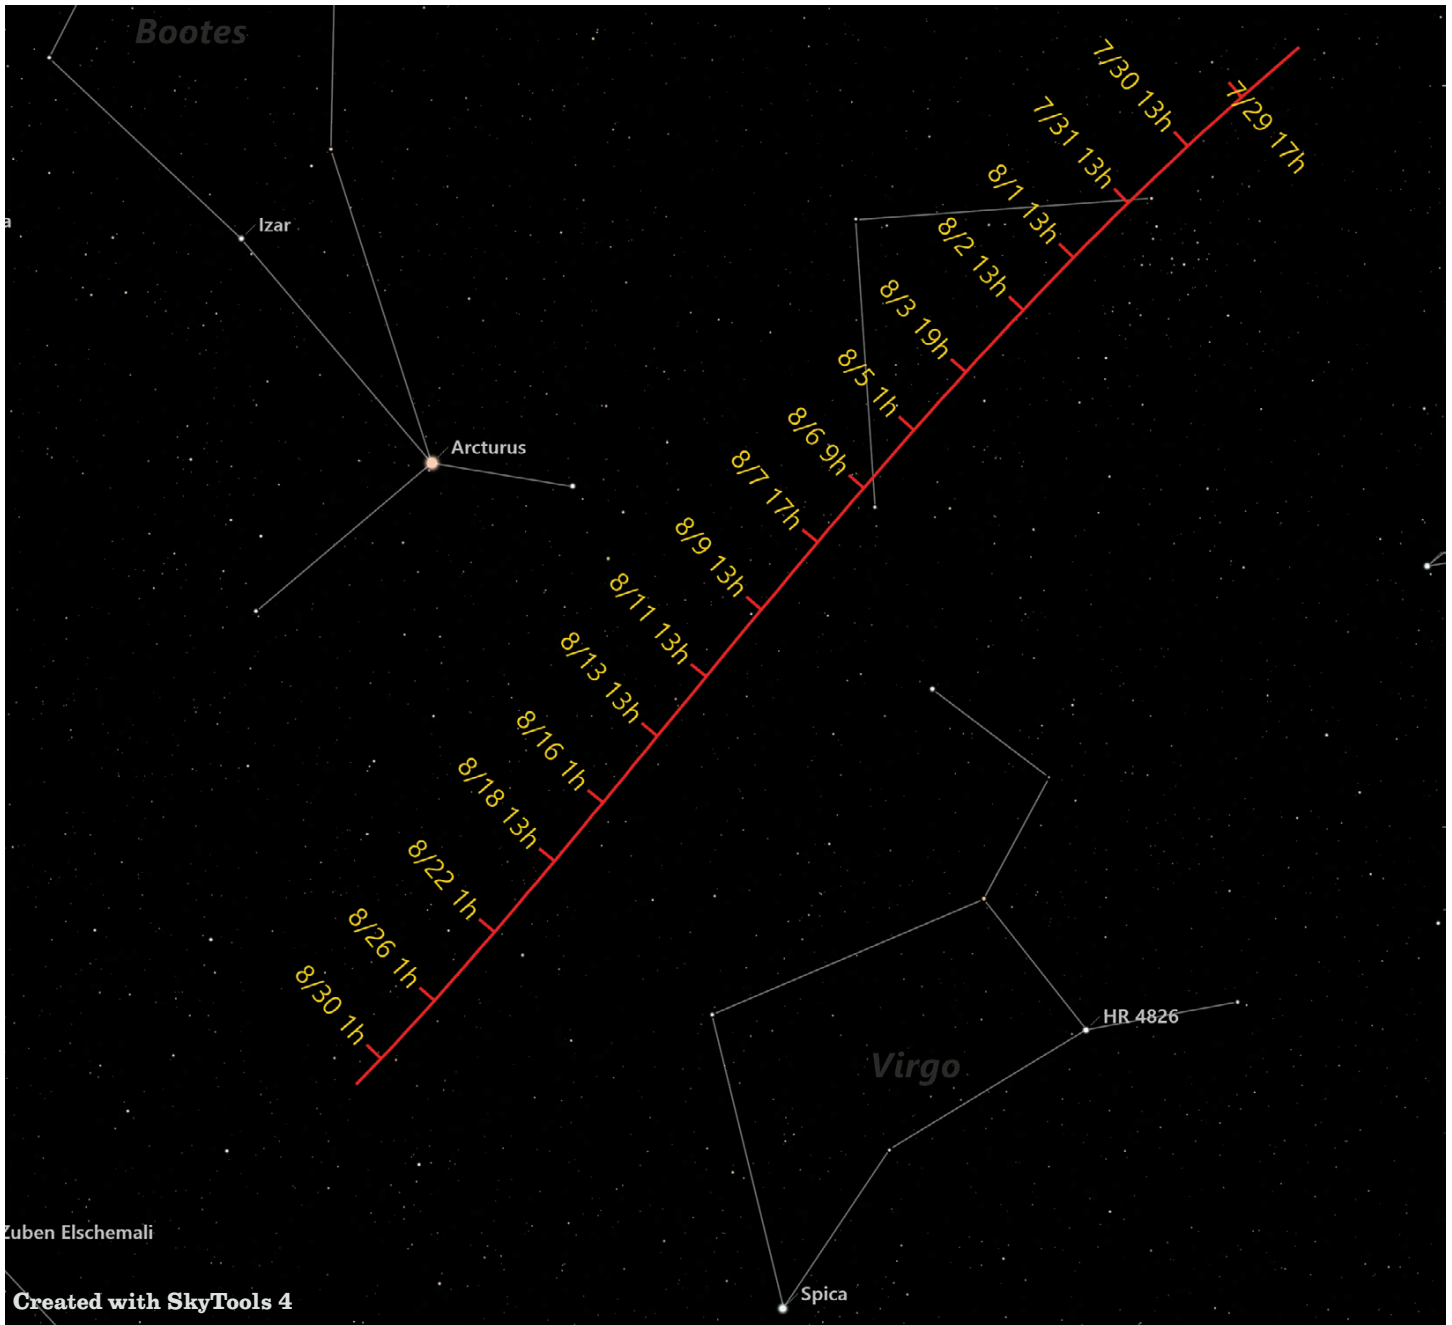 Bootes
7/30 13h
7/29 17h
7/31 13h
8/1 13h
Izar
a
8/2 13h
8/3 19h
8/5 1h
Arcturus
8/6 9h
8/7 17h
8/9 13h
8/11 13h
8/13 13h
8/16 1h
8/18 13h
8/22 1h
8/26 1h
8/30 1h
HR 4826
Virgo
Zuben Elschemali
Spica
Created with SkyTools 4